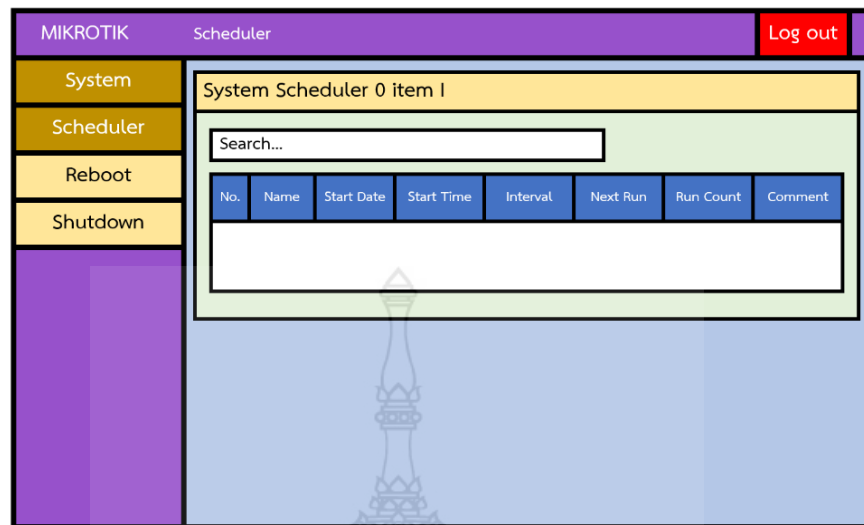 MIKROTIK Scheduler Log out
System
Scheduler
Reboot
Shutdown
System Scheduler 0 item I
Search...
No. Name Start Date Start Time Interval Next Run Run Count Comment